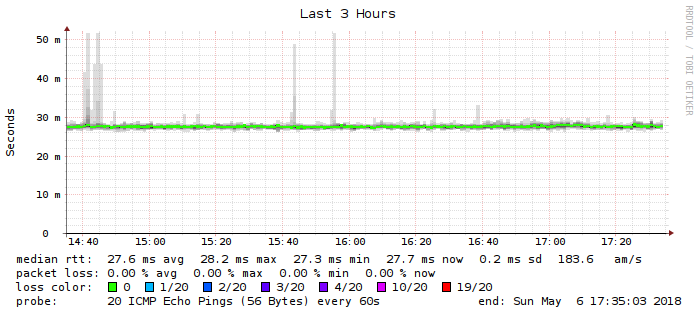 Last 3 Hours
RRDTOOL / TOBI OETIKER
Seconds
50 m
40 m
30 m
20 m
10 m
0
14:40 15:00 15:20 15:40 16:00 16:20 16:40 17:00 17:20
median rtt: 27.6 ms avg 28.2 ms max 27.3 ms min 27.7 ms now 0.2 ms sd 183.6 am/s
packet loss: 0.00 % avg 0.00 % max 0.00 % min 0.00 % now
loss color: 0 1/20 2/20 3/20 4/20 10/20 19/20
probe: 20 ICMP Echo Pings (56 Bytes) every 60s end: Sun May 6 17:35:03 2018